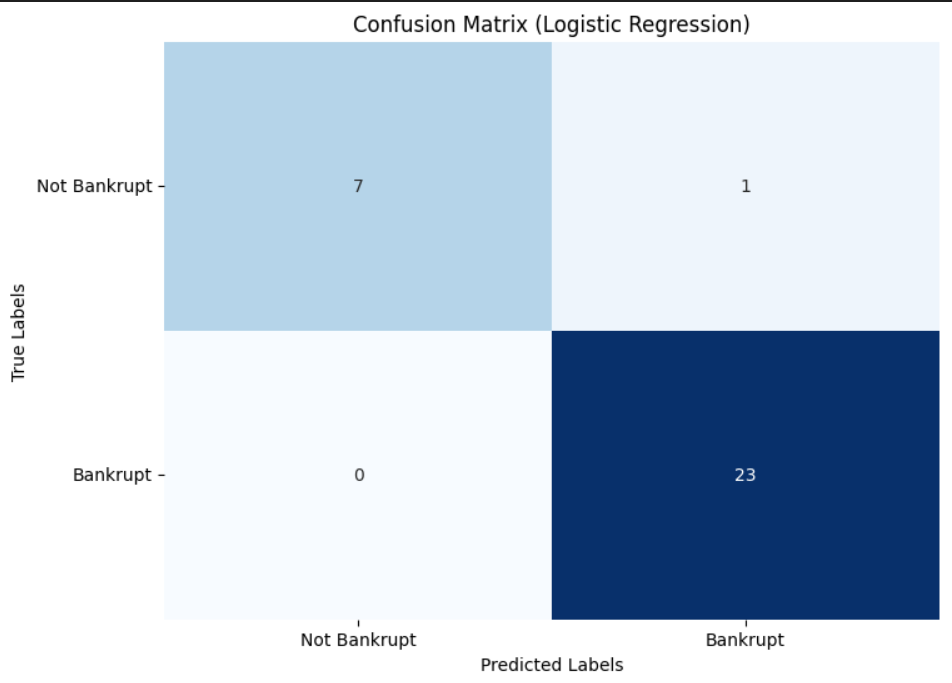 Confusion Matrix (Logistic Regression)
Not Bankrupt
7
1
True Labels
Bankrupt
0
23
Not Bankrupt
Bankrupt
Predicted Labels